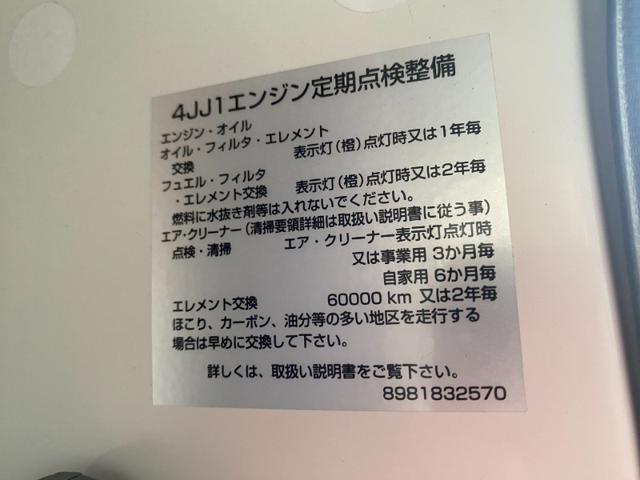 4JJ1エンジン定期点検整備
エンジン・オイル
オイル・フィルタ・エレメント
交換 表示灯(橙)点灯時又は1年毎
フュエル・フィルタ
・エレメント交換 表示灯(橙)点灯時又は2年毎
燃料に水抜き剤等は入れないでください。
エア・クリーナー(清掃要領詳細は取扱い説明書に従う事)
点検・清掃 エア・クリーナー表示灯点灯時
又は事業用 3か月毎
自家用 6か月毎
エレメント交換 60000 km 又は2年毎
ほこり、カーボン、油分等の多い地区を走行する
場合は早めに交換して下さい。
詳しくは、取扱い説明書をご覧下さい。
8981832570